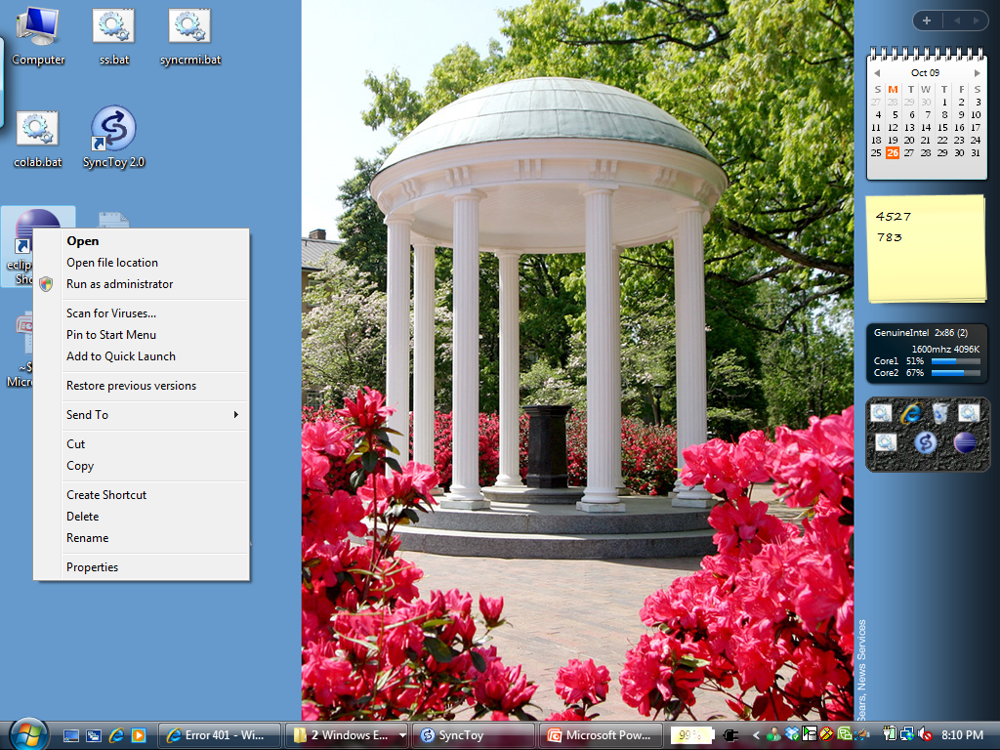 Computer
ss.bat
syncrmi.bat
colab.bat
SyncToy 2.0
Open
Open file location
Run as administrator
Scan for Viruses...
Pin to Start Menu
Add to Quick Launch
Restore previous versions
Send To
Cut
Copy
Create Shortcut
Delete
Rename
Properties
eclip
Sho
~$
Micro
Oct 09
S M T W T F S
27 28 29 30 1 2 3
4 5 6 7 8 9 10
11 12 13 14 15 16 17
18 19 20 21 22 23 24
25 26 27 28 29 30 31
4527
783
GenuineIntel 2x86 (2)
1600mhz 4096K
Core1 51%
Core2 67%
Sears, News Services
Error 401 - Wi...
2 Windows E...
SyncToy
Microsoft Pow...
99%
8:10 PM